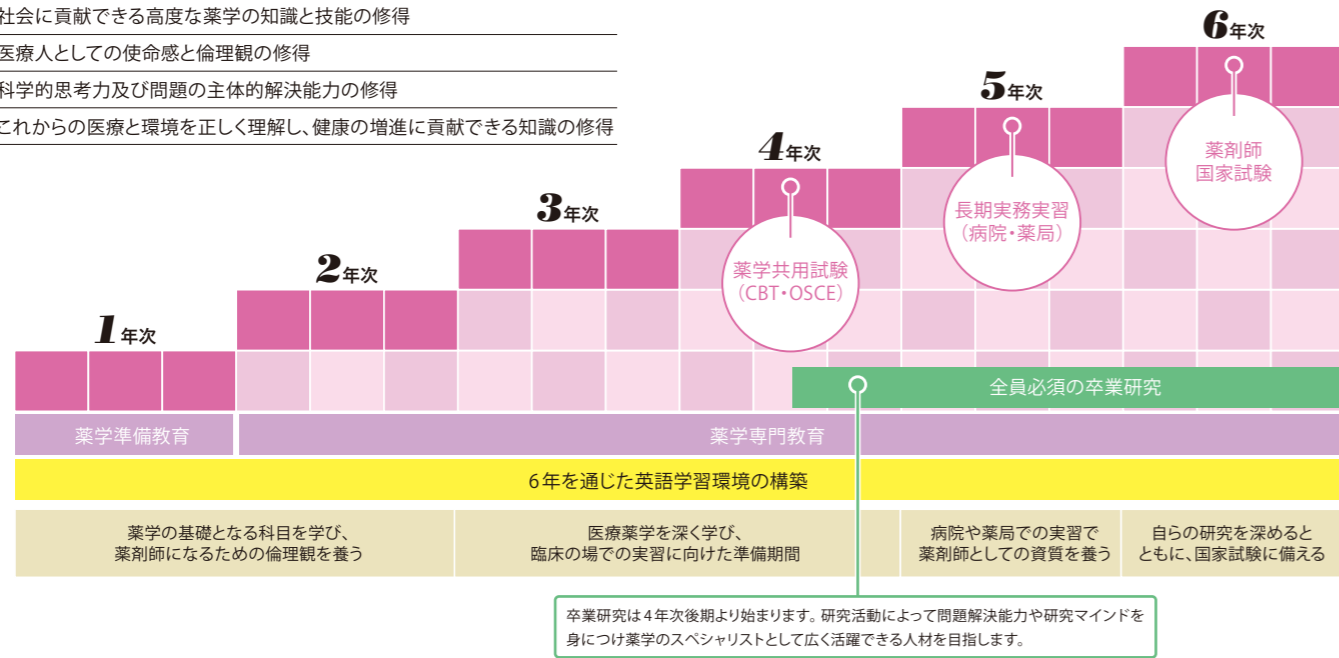 社会に貢献できる高度な薬学の知識と技能の修得
医療人としての使命感と倫理観の修得
科学的思考力及び問題の主体的解決能力の修得
これからの医療と環境を正しく理解し、健康の増進に貢献できる知識の修得
6年次
5年次
4年次
3年次
2年次
1年次
薬剤師
国家試験
長期実務実習
（病院・薬局）
薬学共用試験
（CBT・OSCE）
全員必須の卒業研究
薬学準備教育
薬学専門教育
6年を通じた英語学習環境の構築
薬学の基礎となる科目を学び、
薬剤師になるための倫理観を養う
医療薬学を深く学び、
臨床の場での実習に向けた準備期間
病院や薬局での実習で
薬剤師としての資質を養う
自らの研究を深めると
ともに、国家試験に備える
卒業研究は4年次後期より始まります。研究活動によって問題解決能力や研究マインドを
身につけ薬学のスペシャリストとして広く活躍できる人材を目指します。